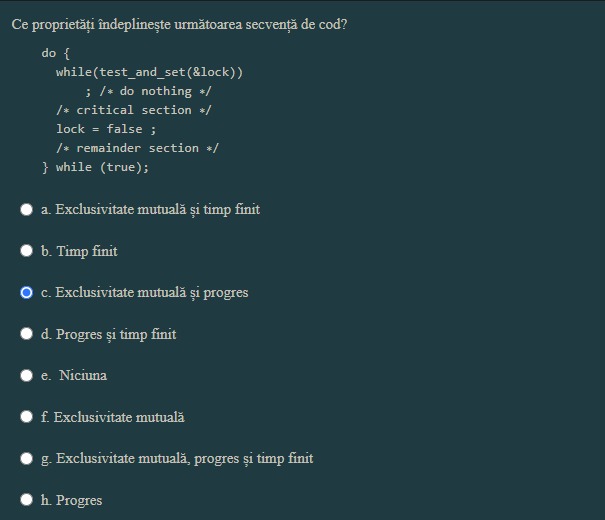 Ce proprietăți îndeplinește următoarea secvență de cod?
do {
while(test_and_set(&lock))
; /* do nothing */
/* critical section */
lock = false ;
/* remainder section */
} while (true);
a. Exclusivitate mutuală și timp finit
b. Timp finit
c. Exclusivitate mutuală și progres
d. Progres și timp finit
e. Niciuna
f. Exclusivitate mutuală
g. Exclusivitate mutuală, progres și timp finit
h. Progres